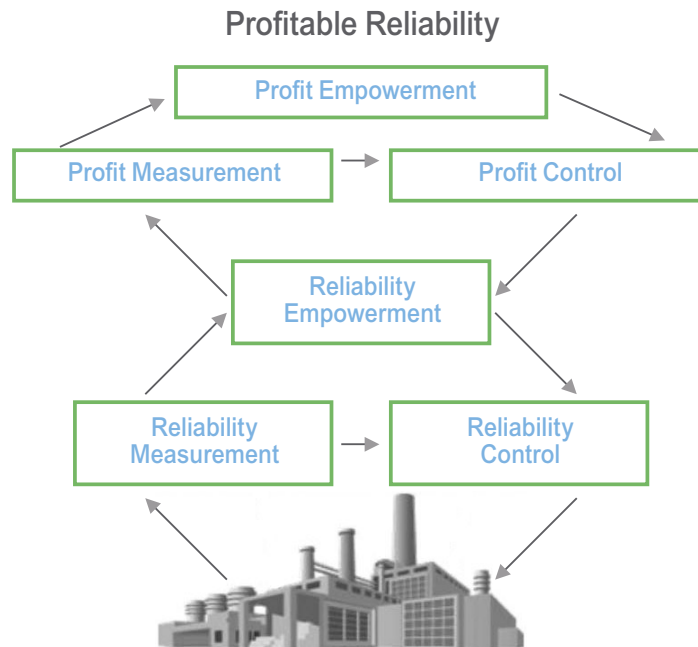 Profitable Reliability
Profit Empowerment
Profit Measurement
Profit Control
Reliability
Empowerment
Reliability
Measurement
Reliability
Control